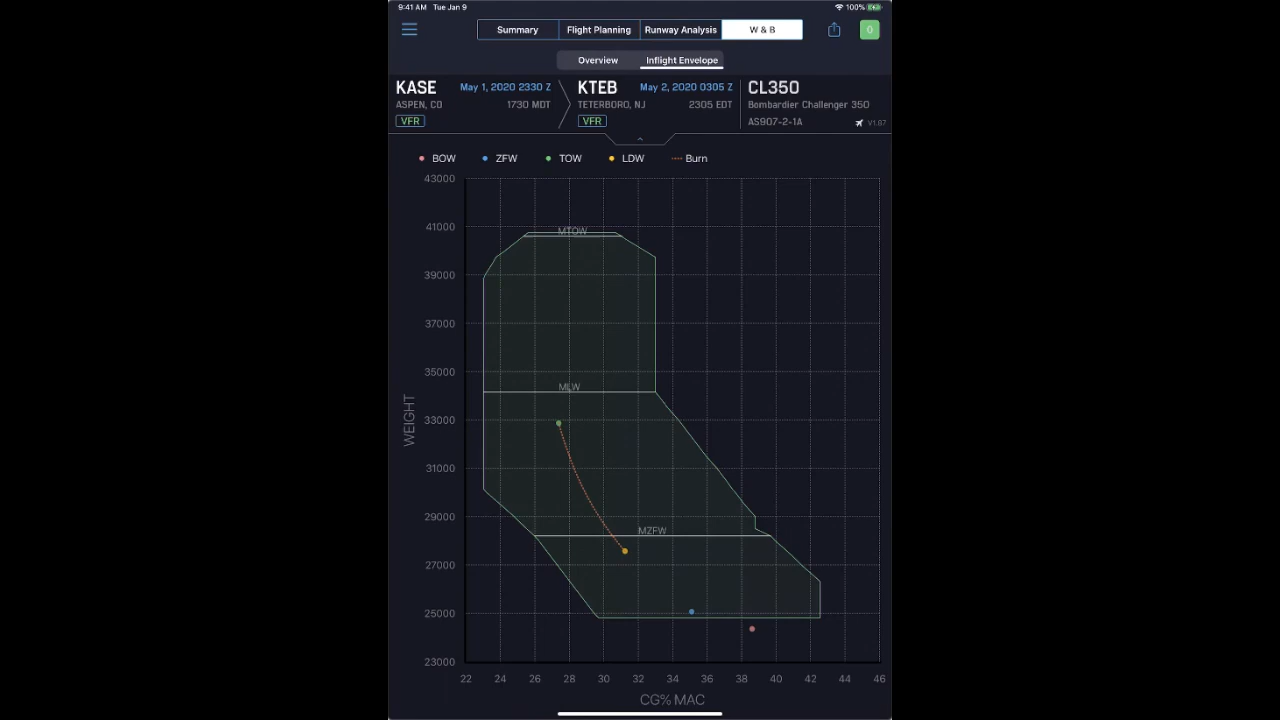 9:41 AM Tue Jan 9 100%
Summary Flight Planning Runway Analysis W & B 0
Overview Inflight Envelope
KASE May 1, 2020 2330 Z KTEB May 2, 2020 0305 Z CL350
ASPEN, CO 1730 MDT TETERBORO, NJ 2305 EDT Bombardier Challenger 350
VFR VFR AS907-2-1A V1.87
BOW ZFW TOW LDW Burn
43000
41000
MTOW
39000
37000
35000
MLW
33000
WEIGHT
31000
29000
MZFW
27000
25000
23000
22 24 26 28 30 32 34 36 38 40 42 44 46
CG% MAC